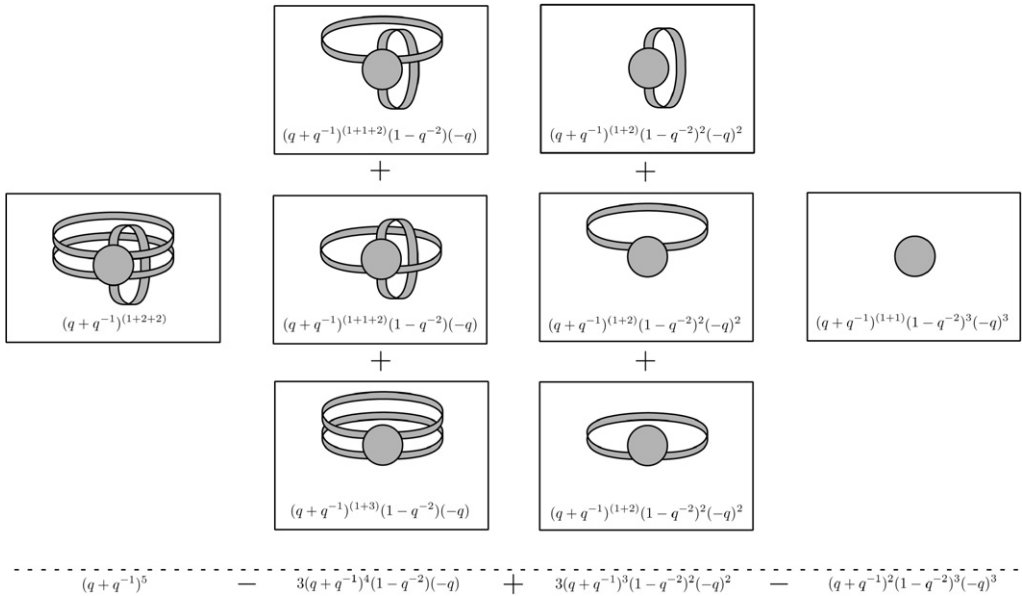 (q + q⁻¹)⁽¹⁺¹⁺²⁾(1 − q⁻²)(−q)
(q + q⁻¹)⁽¹⁺²⁾(1 − q⁻²)²(−q)²
+
+
(q + q⁻¹)⁽¹⁺²⁺²⁾
(q + q⁻¹)⁽¹⁺¹⁺²⁾(1 − q⁻²)(−q)
(q + q⁻¹)⁽¹⁺²⁾(1 − q⁻²)²(−q)²
(q + q⁻¹)⁽¹⁺¹⁾(1 − q⁻²)³(−q)³
+
+
(q + q⁻¹)⁽¹⁺³⁾(1 − q⁻²)(−q)
(q + q⁻¹)⁽¹⁺²⁾(1 − q⁻²)²(−q)²
(q + q⁻¹)⁵ − 3(q + q⁻¹)⁴(1 − q⁻²)(−q) + 3(q + q⁻¹)³(1 − q⁻²)²(−q)² − (q + q⁻¹)²(1 − q⁻²)³(−q)³